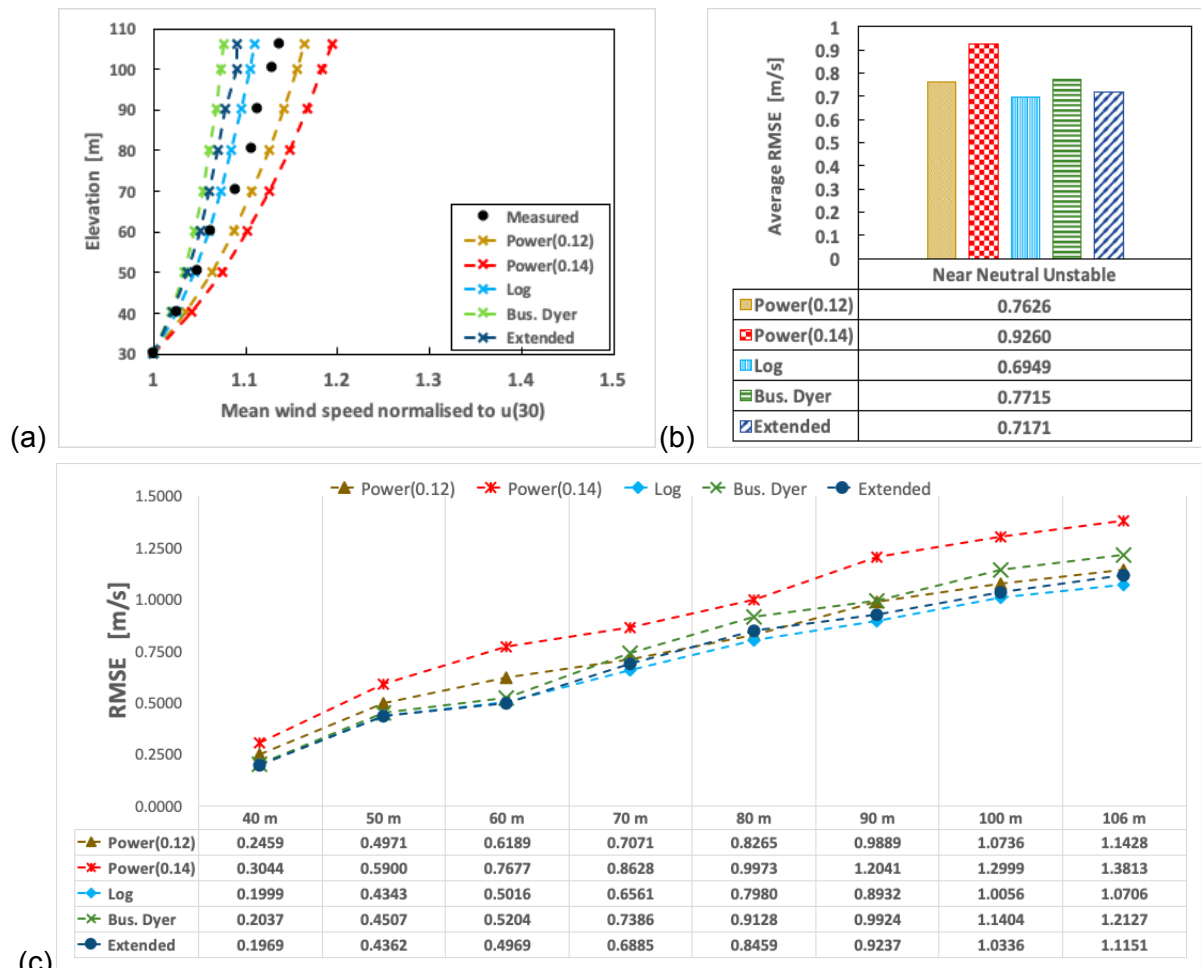 (a)
110
100
90
80
70
60
50
40
30
Elevation [m]
1 1.1 1.2 1.3 1.4 1.5
Mean wind speed normalised to u(30)
Measured
Power(0.12)
Power(0.14)
Log
Bus. Dyer
Extended
(b)
1
0.9
0.8
0.7
0.6
0.5
0.4
0.3
0.2
0.1
0
Average RMSE [m/s]
Near Neutral Unstable
Power(0.12) 0.7626
Power(0.14) 0.9260
Log 0.6949
Bus. Dyer 0.7715
Extended 0.7171
(c)
Power(0.12) Power(0.14) Log Bus. Dyer Extended
1.5000
1.2500
1.0000
0.7500
0.5000
0.2500
0.0000
RMSE [m/s]
40 m 50 m 60 m 70 m 80 m 90 m 100 m 106 m
Power(0.12) 0.2459 0.4971 0.6189 0.7071 0.8265 0.9889 1.0736 1.1428
Power(0.14) 0.3044 0.5900 0.7677 0.8628 0.9973 1.2041 1.2999 1.3813
Log 0.1999 0.4343 0.5016 0.6561 0.7980 0.8932 1.0056 1.0706
Bus. Dyer 0.2037 0.4507 0.5204 0.7386 0.9128 0.9924 1.1404 1.2127
Extended 0.1969 0.4362 0.4969 0.6885 0.8459 0.9237 1.0336 1.1151